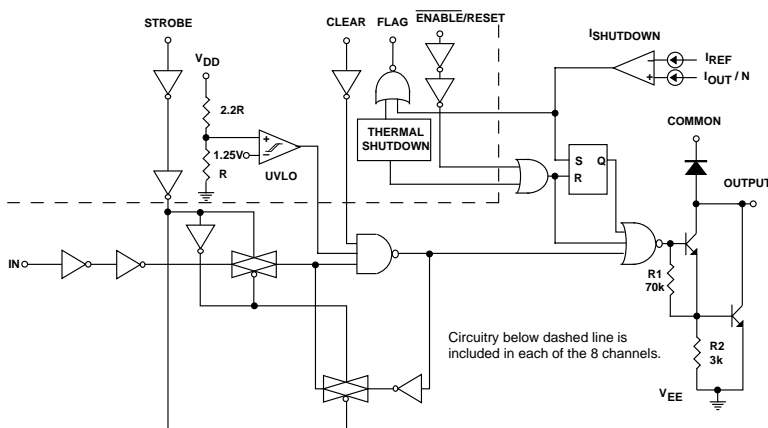 STROBE
CLEAR
FLAG
ENABLE/RESET
ISHUTDOWN
IREF
IOUT / N
VDD
2.2R
1.25V
R
UVLO
THERMAL
SHUTDOWN
S
Q
R
COMMON
OUTPUT
IN
R1
70k
R2
3k
VEE
Circuitry below dashed line is
included in each of the 8 channels.